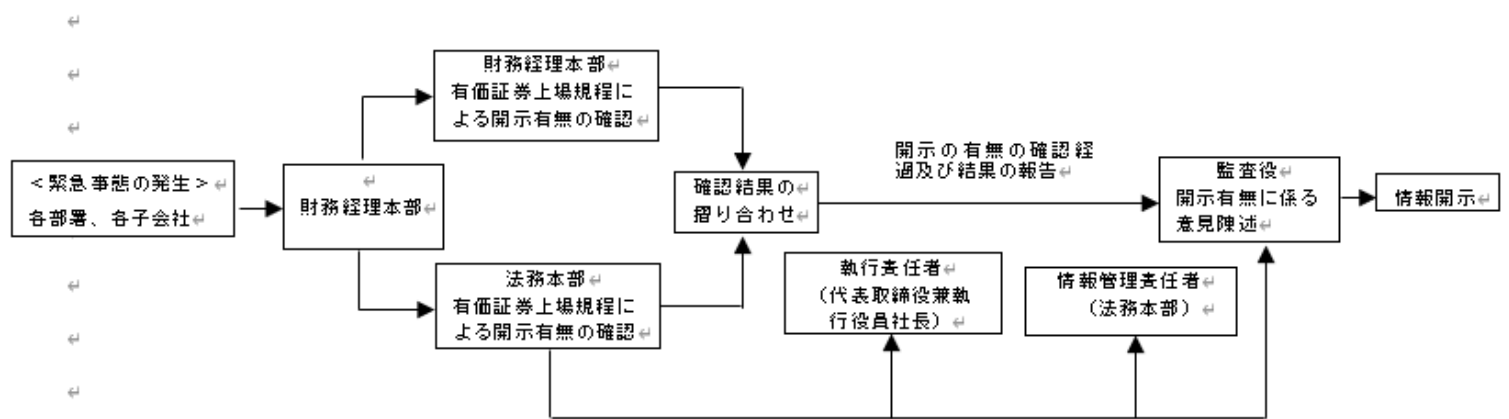 ＜緊急事態の発生＞
各部署、各子会社
財務経理本部
財務経理本部
有価証券上場規程に
よる開示有無の確認
法務本部
有価証券上場規程に
よる開示有無の確認
確認結果の
摺り合わせ
開示の有無の確認経
過及び結果の報告
執行責任者
（代表取締役兼執
行役員社長）
情報管理責任者
（法務本部）
監査役
開示有無に係る
意見陳述
情報開示